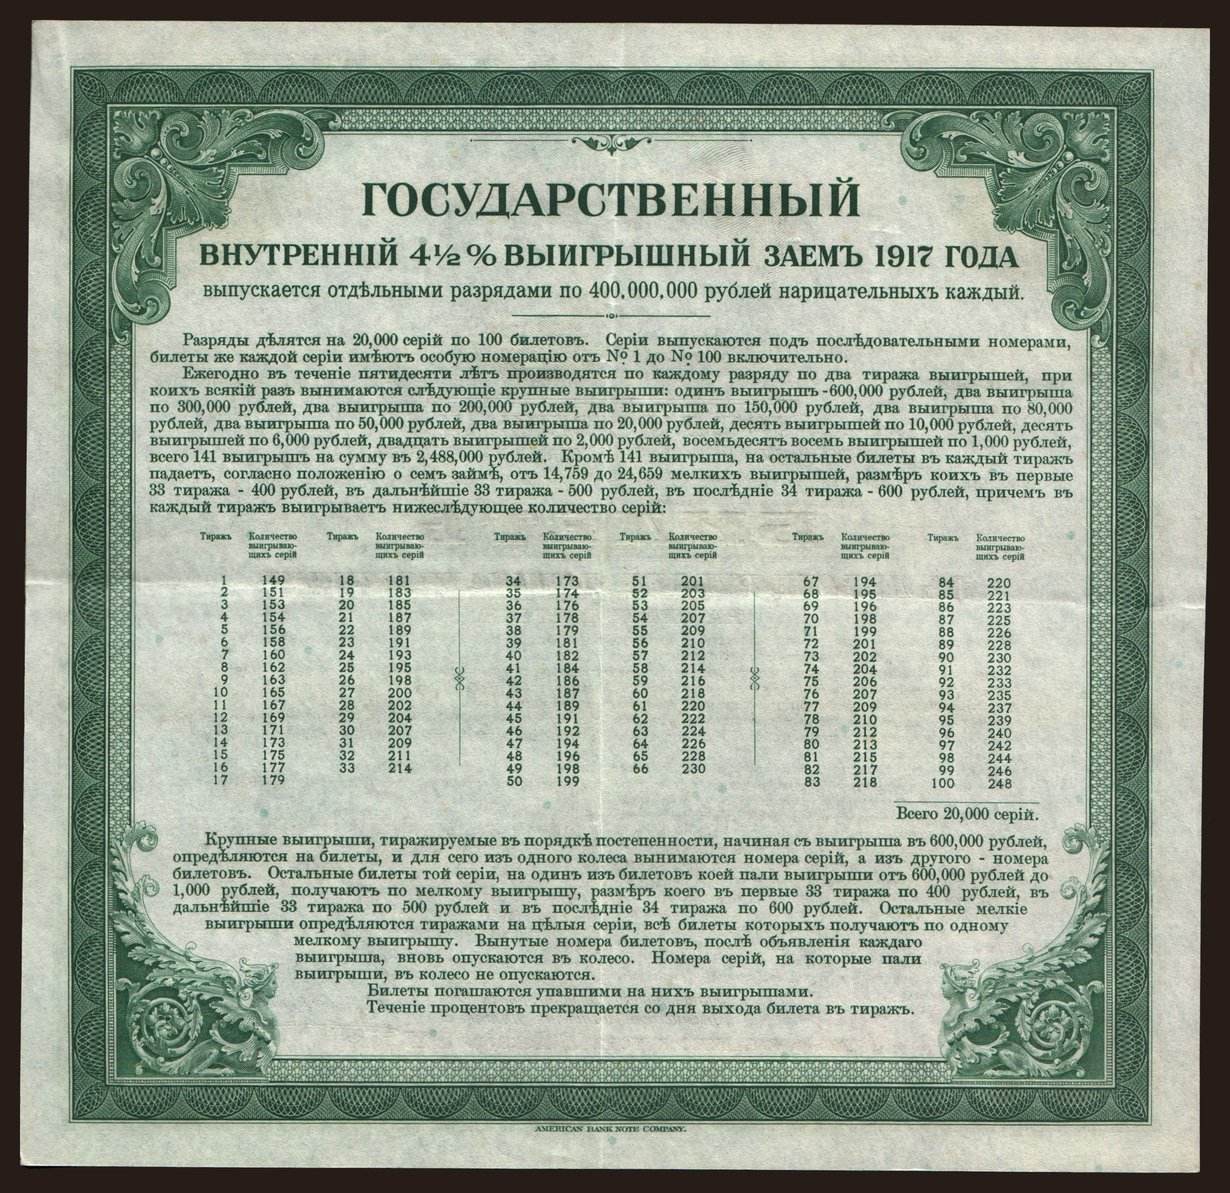 ГОСУДАРСТВЕННЫЙ
ВНУТРЕННІЙ 4½% ВЫИГРЫШНЫЙ ЗАЕМЪ 1917 ГОДА
выпускается отдѣльными разрядами по 400,000,000 рублей нарицательныхъ каждый.
Разряды дѣлятся на 20,000 серій по 100 билетовъ. Серіи выпускаются подъ послѣдовательными номерами,
билеты же каждой серіи имѣютъ особую номерацію отъ № 1 до № 100 включительно.
Ежегодно въ теченіе пятидесяти лѣтъ производятся по каждому разряду по два тиража выигрышей, при
коихъ всякій разъ вынимаются слѣдующіе крупные выигрыши: одинъ выигрышъ -600,000 рублей, два выигрыша
по 300,000 рублей, два выигрыша по 200,000 рублей, два выигрыша по 150,000 рублей, два выигрыша по 80,000
рублей, два выигрыша по 50,000 рублей, два выигрыша по 20,000 рублей, десять выигрышей по 10,000 рублей, десять
выигрышей по 6,000 рублей, двадцать выигрышей по 2,000 рублей, восемьдесятъ восемь выигрышей по 1,000 рублей,
всего 141 выигрышъ на сумму въ 2,488,000 рублей. Кромѣ 141 выигрыша, на остальные билеты въ каждый тиражъ
падаетъ, согласно положенію о семъ займѣ, отъ 14,759 до 24,659 мелкихъ выигрышей, размѣръ коихъ въ первые
33 тиража - 400 рублей, въ дальнѣйшіе 33 тиража - 500 рублей, въ послѣдніе 34 тиража - 600 рублей, причемъ въ
каждый тиражъ выигрываетъ нижеслѣдующее количество серій:
Тиражъ Количество Тиражъ Количество Тиражъ Количество Тиражъ Количество Тиражъ Количество Тиражъ Количество
выигрываю- выигрываю- выигрываю- выигрываю- выигрываю- выигрываю-
щихъ серій щихъ серій щихъ серій щихъ серій щихъ серій щихъ серій
1 149 18 181 34 173 51 201 67 194 84 220
2 151 19 183 35 174 52 203 68 195 85 221
3 153 20 185 36 176 53 205 69 196 86 223
4 154 21 187 37 178 54 207 70 198 87 225
5 156 22 189 38 179 55 209 71 199 88 226
6 158 23 191 39 181 56 210 72 201 89 228
7 160 24 193 40 182 57 212 73 202 90 230
8 162 25 195 41 184 58 214 74 204 91 232
9 163 26 198 42 186 59 216 75 206 92 233
10 165 27 200 43 187 60 218 76 207 93 235
11 167 28 202 44 189 61 220 77 209 94 237
12 169 29 204 45 191 62 222 78 210 95 239
13 171 30 207 46 192 63 224 79 212 96 240
14 173 31 209 47 194 64 226 80 213 97 242
15 175 32 211 48 196 65 228 81 215 98 244
16 177 33 214 49 198 66 230 82 217 99 246
17 179 50 199 83 218 100 248
Всего 20,000 серій.
Крупные выигрыши, тиражируемые въ порядкѣ постепенности, начиная съ выигрыша въ 600,000 рублей,
опредѣляются на билеты, и для сего изъ одного колеса вынимаются номера серій, а изъ другого - номера
билетовъ. Остальные билеты той серіи, на одинъ изъ билетовъ коей пали выигрыши отъ 600,000 рублей до
1,000 рублей, получаютъ по мелкому выигрышу, размѣръ коего въ первые 33 тиража по 400 рублей, въ
дальнѣйшіе 33 тиража по 500 рублей и въ послѣдніе 34 тиража по 600 рублей. Остальные мелкіе
выигрыши опредѣляются тиражами на цѣлыя серіи, всѣ билеты которыхъ получаютъ по одному
мелкому выигрышу. Вынутые номера билетовъ, послѣ объявленія каждаго
выигрыша, вновь опускаются въ колесо. Номера серій, на которые пали
выигрыши, въ колесо не опускаются.
Билеты погашаются упавшими на нихъ выигрышами.
Теченіе процентовъ прекращается со дня выхода билета въ тиражъ.
AMERICAN BANK NOTE COMPANY.